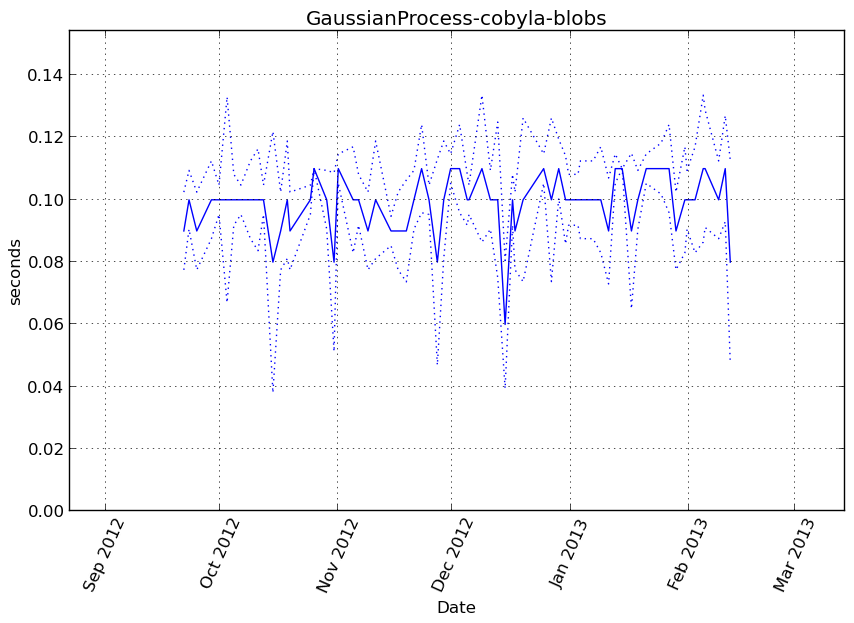 GaussianProcess-cobyla-blobs
0.14
0.12
0.10
0.08
0.06
0.04
0.02
0.00
seconds
Sep 2012
Oct 2012
Nov 2012
Dec 2012
Jan 2013
Feb 2013
Mar 2013
Date